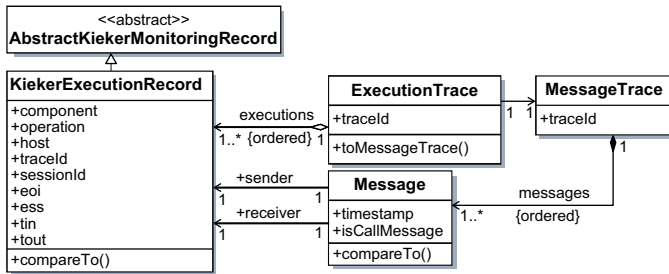 <<abstract>>
AbstractKiekerMonitoringRecord
KiekerExecutionRecord
+component
+operation
+host
+traceId
+sessionId
+eoi
+ess
+tin
+tout
+compareTo()
executions
1..* {ordered} 1
ExecutionTrace
+traceId
+toMessageTrace()
1 1
MessageTrace
+traceId
1
+sender
1 1
+receiver
1 1
Message
+timestamp
+isCallMessage
+compareTo()
messages
1..* {ordered}